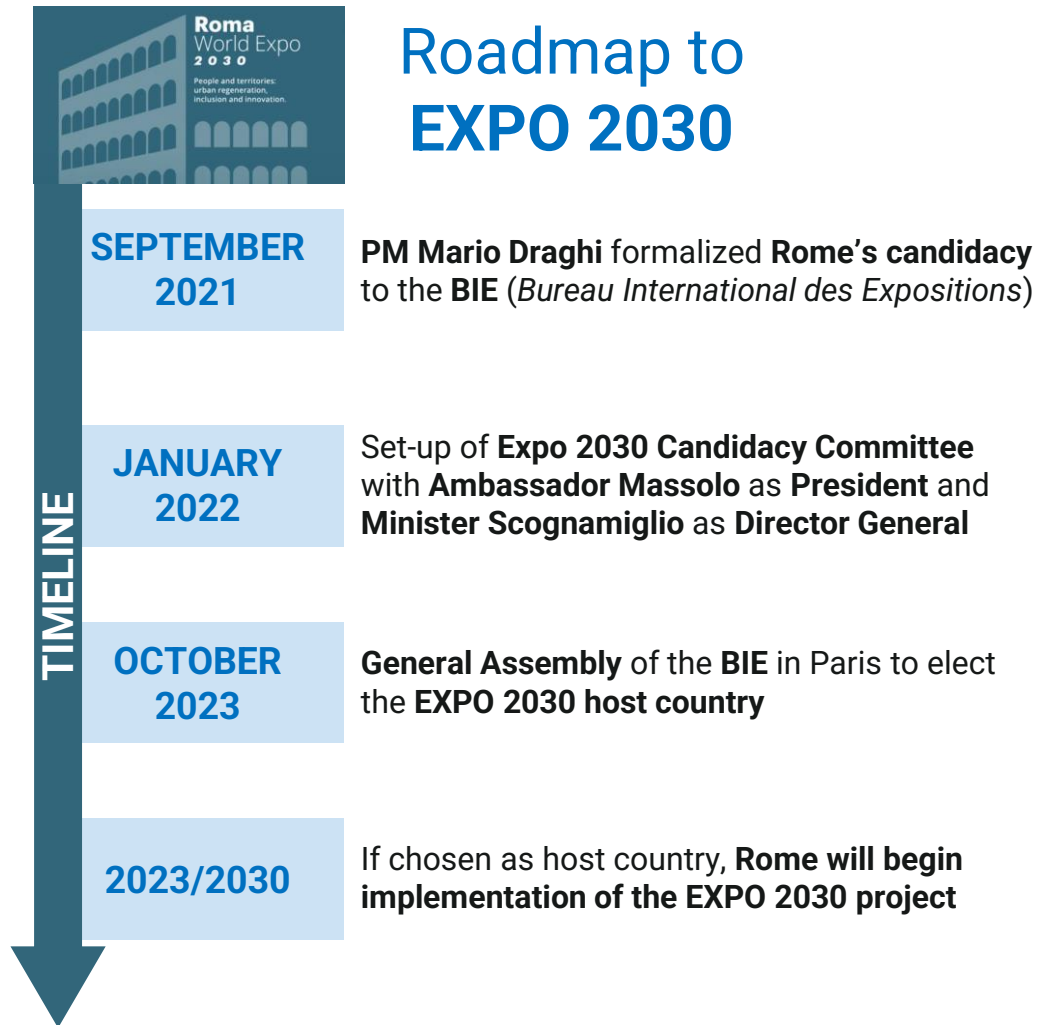 Roma
World Expo
2030
People and territories:
urban regeneration,
inclusion and innovation.
Roadmap to
EXPO 2030
TIMELINE
SEPTEMBER
2021
PM Mario Draghi formalized Rome's candidacy
to the BIE (Bureau International des Expositions)
JANUARY
2022
Set-up of Expo 2030 Candidacy Committee
with Ambassador Massolo as President and
Minister Scognamiglio as Director General
OCTOBER
2023
General Assembly of the BIE in Paris to elect
the EXPO 2030 host country
2023/2030
If chosen as host country, Rome will begin
implementation of the EXPO 2030 project